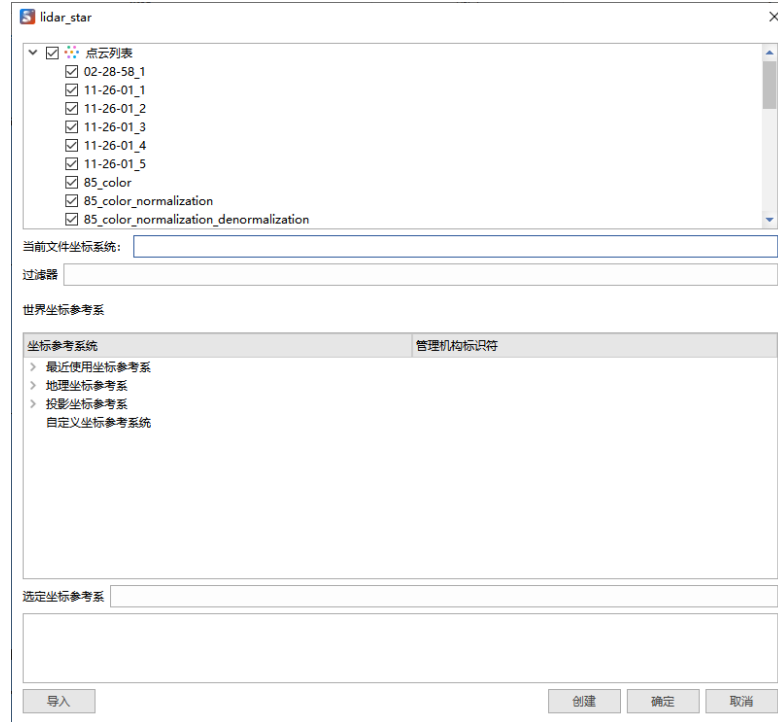 lidar_star
点云列表
02-28-58_1
11-26-01_1
11-26-01_2
11-26-01_3
11-26-01_4
11-26-01_5
85_color
85_color_normalization
85_color_normalization_denormalization
当前文件坐标系统:
过滤器
世界坐标参考系
坐标参考系统 管理机构标识符
最近使用坐标参考系
地理坐标参考系
投影坐标参考系
自定义坐标参考系统
选定坐标参考系
导入 创建 确定 取消